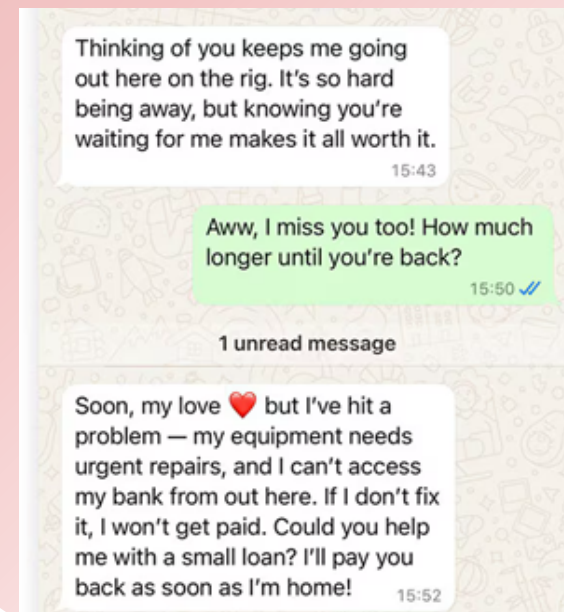 Thinking of you keeps me going
out here on the rig. It’s so hard
being away, but knowing you’re
waiting for me makes it all worth it.
15:43
Aww, I miss you too! How much
longer until you’re back?
15:50
1 unread message
Soon, my love ❤️ but I’ve hit a
problem — my equipment needs
urgent repairs, and I can’t access
my bank from out here. If I don’t fix
it, I won’t get paid. Could you help
me with a small loan? I’ll pay you
back as soon as I’m home!
15:52